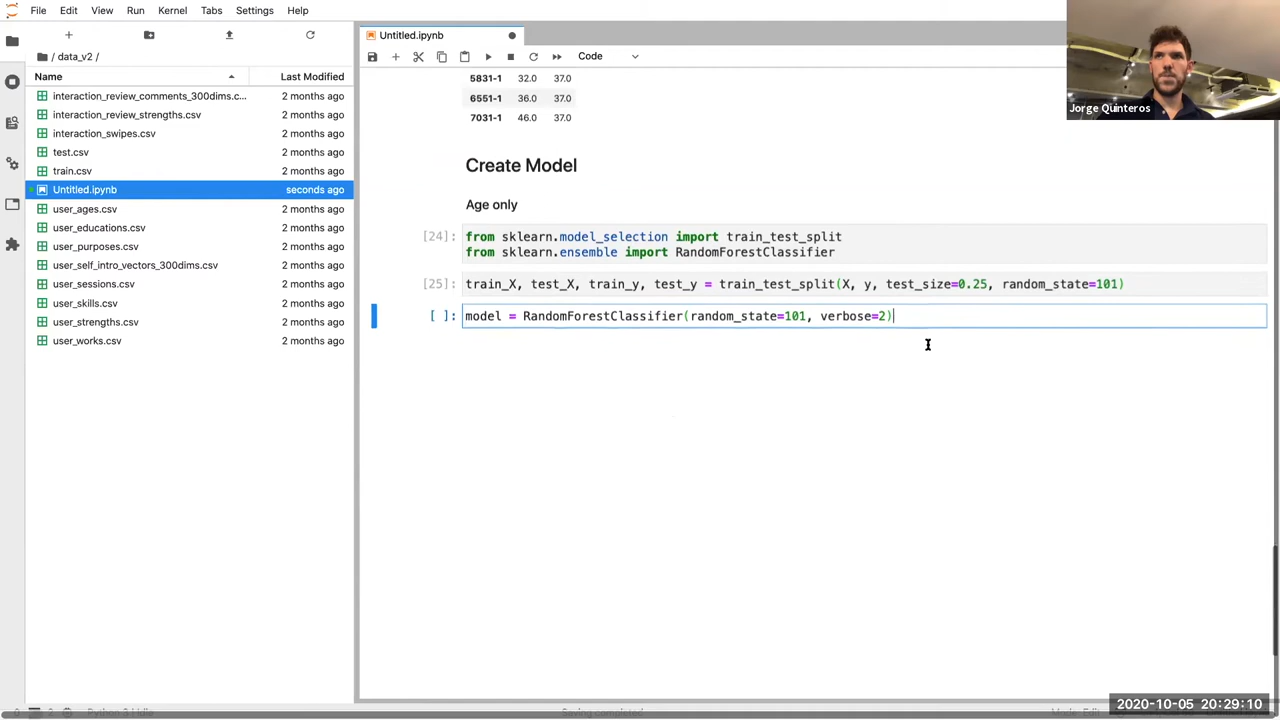 File Edit View Run Kernel Tabs Settings Help
Untitled.ipynb
/ data_v2 /
Code
Name Last Modified
interaction_review_comments_300dims.c... 2 months ago
interaction_review_strengths.csv 2 months ago
interaction_swipes.csv 2 months ago
test.csv 2 months ago
train.csv 2 months ago
Untitled.ipynb seconds ago
user_ages.csv 2 months ago
user_educations.csv 2 months ago
user_purposes.csv 2 months ago
user_self_intro_vectors_300dims.csv 2 months ago
user_sessions.csv 2 months ago
user_skills.csv 2 months ago
user_strengths.csv 2 months ago
user_works.csv 2 months ago
5831-1 32.0 37.0
6551-1 36.0 37.0
7031-1 46.0 37.0
Create Model
Age only
[24]: from sklearn.model_selection import train_test_split
from sklearn.ensemble import RandomForestClassifier
[25]: train_X, test_X, train_y, test_y = train_test_split(X, y, test_size=0.25, random_state=101)
[ ]: model = RandomForestClassifier(random_state=101, verbose=2)
Jorge Quinteros
2020-10-05 20:29:10